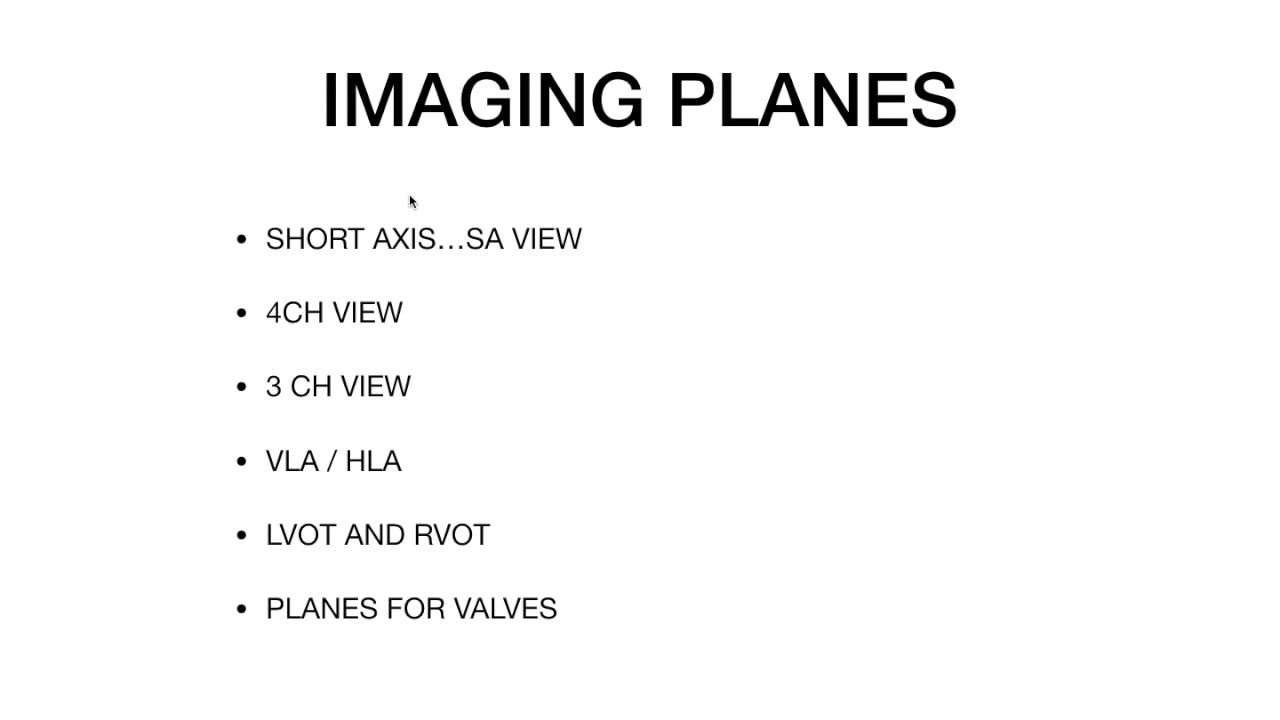 IMAGING PLANES
• SHORT AXIS...SA VIEW
• 4CH VIEW
• 3 CH VIEW
• VLA / HLA
• LVOT AND RVOT
• PLANES FOR VALVES